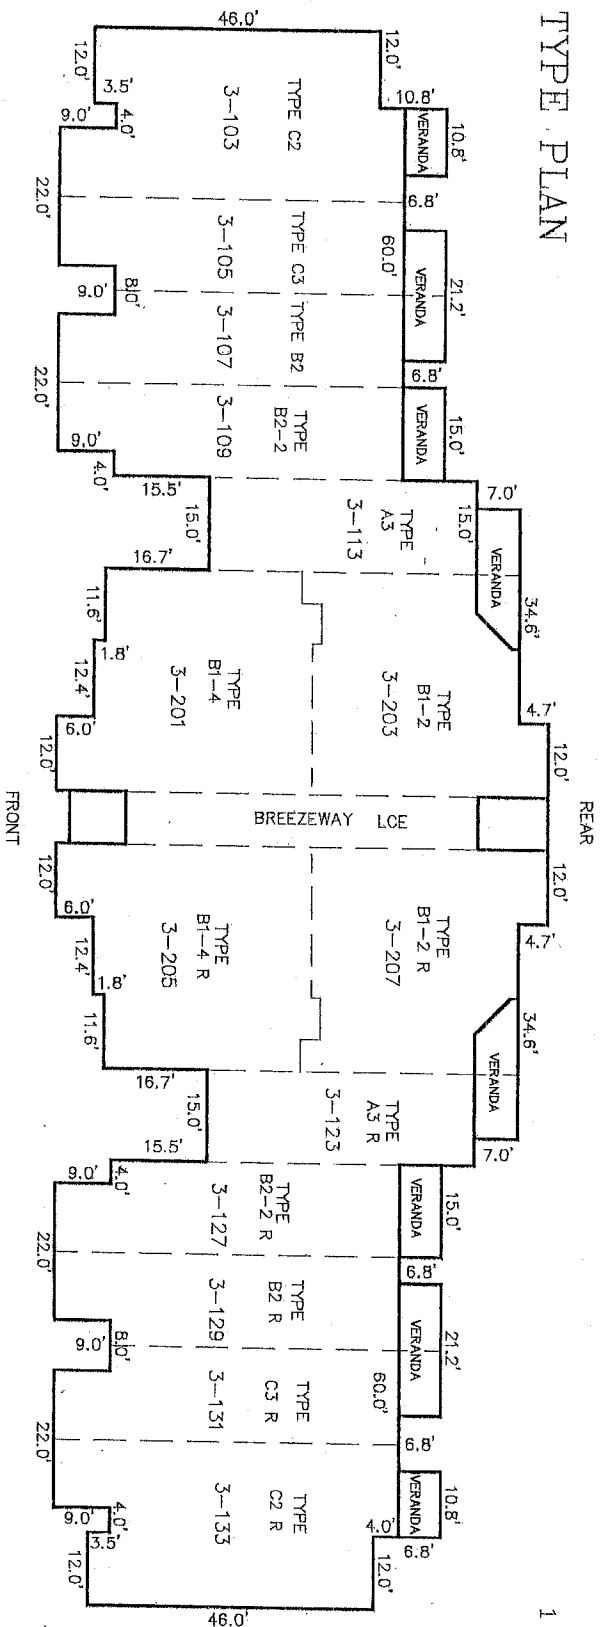 TYPE PLAN
1
46.0'
12.0'
12.0'
3.5'
4.0'
9.0'
10.8'
VERANDA
10.8'
TYPE C2
3-103
6.8'
60.0'
22.0'
TYPE C3
3-105
VERANDA
21.2'
8.0'
9.0'
TYPE B2
3-107
6.8'
22.0'
TYPE
B2-2
3-109
VERANDA
15.0'
9.0'
4.0'
15.5'
15.0'
16.7'
TYPE
A3
3-113
15.0'
7.0'
VERANDA
34.6'
11.6'
1.8'
12.4'
6.0'
12.0'
TYPE
B1-4
3-201
TYPE
B1-2
3-203
4.7'
12.0'
REAR
BREEZEWAY LCE
FRONT
12.0'
12.0'
6.0'
12.4'
1.8'
11.6'
TYPE
B1-4 R
3-205
TYPE
B1-2 R
3-207
4.7'
34.6'
VERANDA
7.0'
16.7'
15.0'
15.5'
TYPE
A3 R
3-123
4.0'
9.0'
TYPE
B2-2 R
3-127
VERANDA
15.0'
22.0'
6.8'
TYPE
B2 R
3-129
VERANDA
21.2'
9.0'
8.0'
TYPE
C3 R
3-131
60.0'
6.8'
22.0'
TYPE
C2 R
3-133
VERANDA
10.8'
6.8'
4.0'
12.0'
9.0'
4.0'
3.5'
12.0'
46.0'